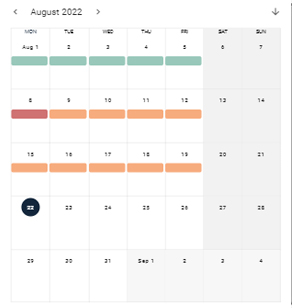 August 2022
MON TUE WED THU FRI SAT SUN
Aug 1 2 3 4 5 6 7
8 9 10 11 12 13 14
15 16 17 18 19 20 21
22 23 24 25 26 27 28
29 30 31 Sep 1 2 3 4